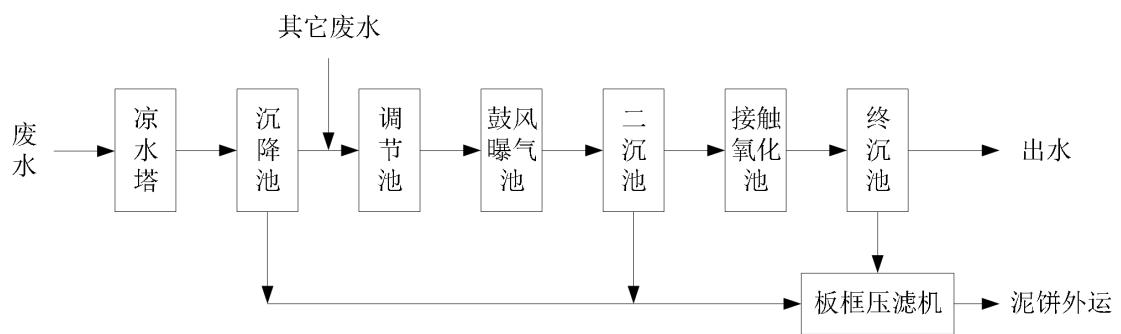 其它废水
废水
凉水塔
沉降池
调节池
鼓风
曝气
池
二沉池
接触
氧化
池
终沉池
出水
板框压滤机
泥饼外运